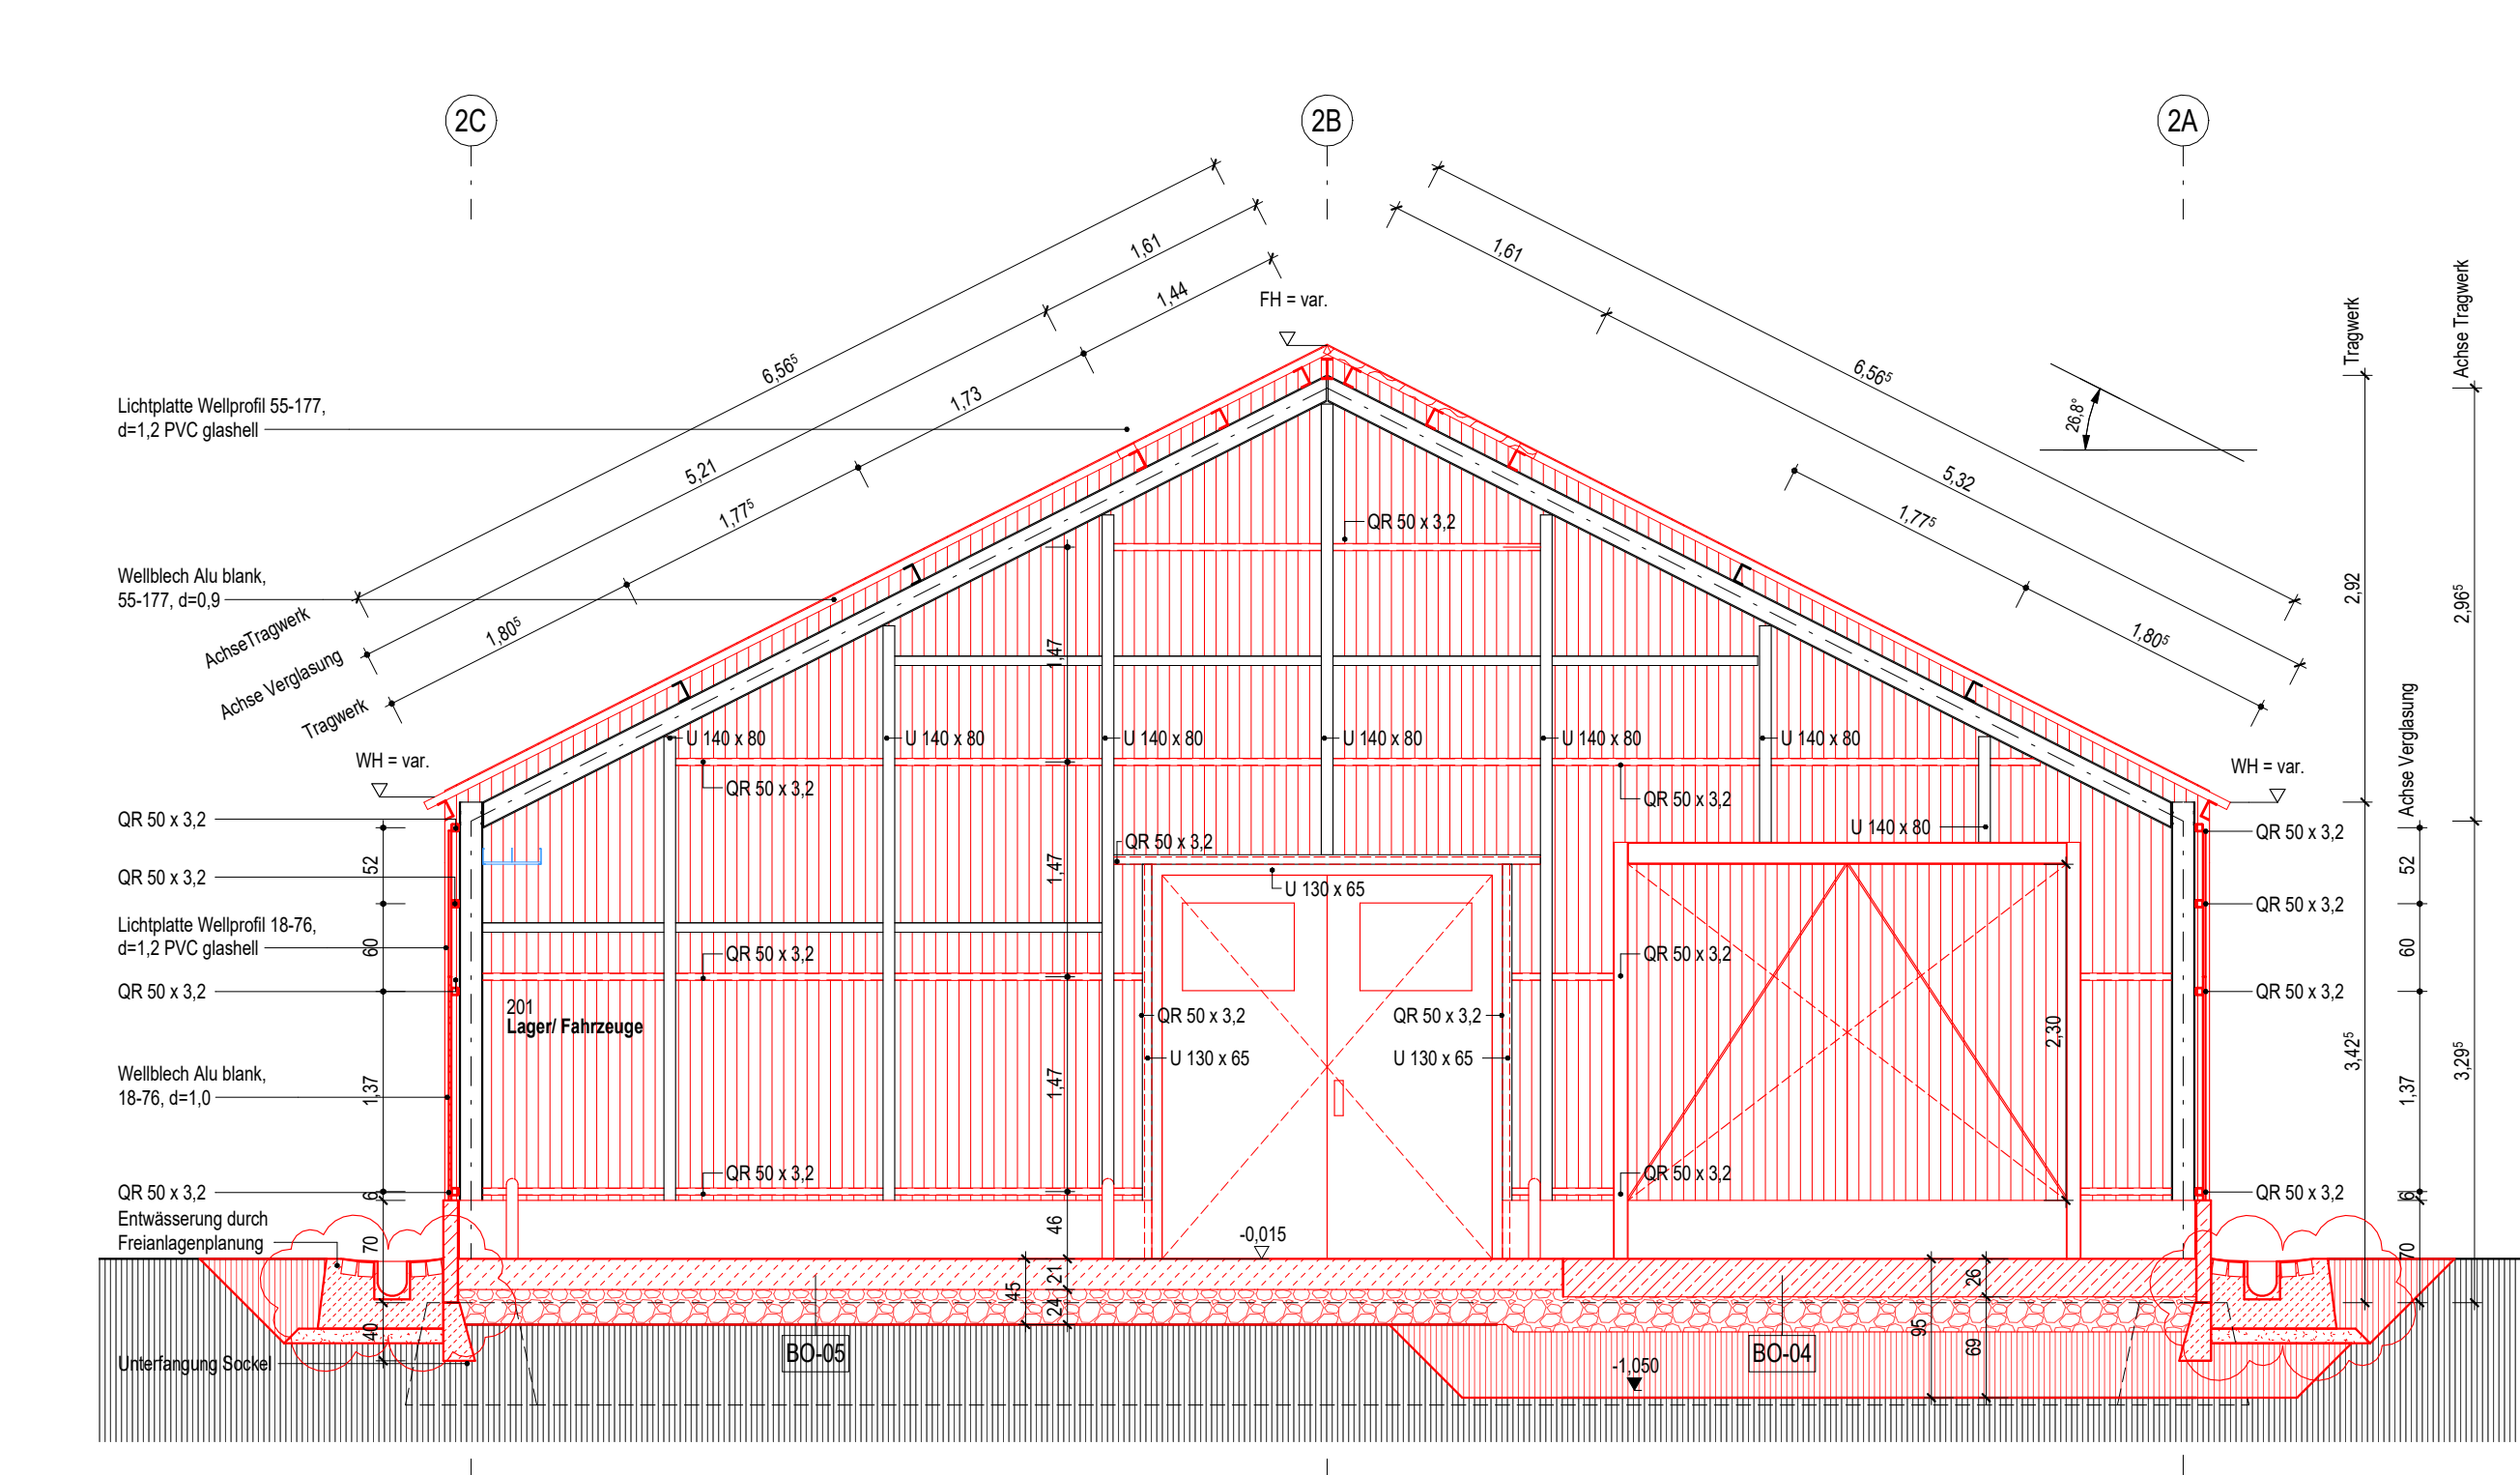 2C
2B
2A
6,56⁵
1,61
1,44
1,73
5,21
1,77⁵
1,80⁵
FH = var.
1,61
6,56⁵
5,32
1,77⁵
1,80⁵
26,8°
Tragwerk
Achse Tragwerk
2,92
2,96⁵
Lichtplatte Wellprofil 55-177,
d=1,2 PVC glashell
Wellblech Alu blank,
55-177, d=0,9
AchseTragwerk
Achse Verglasung
Tragwerk
WH = var.
WH = var.
Achse Verglasung
QR 50 x 3,2
1,47
U 140 x 80
U 140 x 80
U 140 x 80
U 140 x 80
U 140 x 80
U 140 x 80
QR 50 x 3,2
QR 50 x 3,2
QR 50 x 3,2
U 140 x 80
QR 50 x 3,2
QR 50 x 3,2
52
1,47
U 130 x 65
52
QR 50 x 3,2
QR 50 x 3,2
Lichtplatte Wellprofil 18-76,
d=1,2 PVC glashell
60
QR 50 x 3,2
QR 50 x 3,2
60
QR 50 x 3,2
QR 50 x 3,2
201
Lager/ Fahrzeuge
QR 50 x 3,2
QR 50 x 3,2
U 130 x 65
U 130 x 65
2,30
3,42⁵
3,29⁵
Wellblech Alu blank,
18-76, d=1,0
1,37
1,47
1,37
QR 50 x 3,2
QR 50 x 3,2
QR 50 x 3,2
6
6
QR 50 x 3,2
Entwässerung durch
Freianlagenplanung
70
46
-0,015
70
45
21
24
26
95
69
40
Unterfangung Sockel
BO-05
BO-04
-1,050